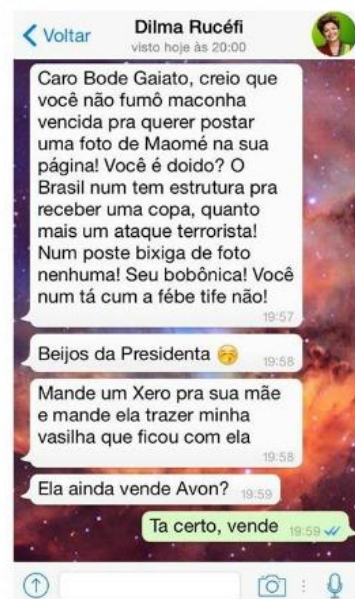 Voltar
Dilma Rucéfi
visto hoje às 20:00
Caro Bode Gaiato, creio que
você não fumô maconha
vencida pra querer postar
uma foto de Maomé na sua
página! Você é doido? O
Brasil num tem estrutura pra
receber uma copa, quanto
mais um ataque terrorista!
Num poste bixiga de foto
nenhuma! Seu bobônica! Você
num tá cum a fébe tife não!
19:57
Beijos da Presidenta 😚
19:58
Mande um Xero pra sua mãe
e mande ela trazer minha
vasilha que ficou com ela
19:58
Ela ainda vende Avon? 19:59
Ta certo, vende 19:59